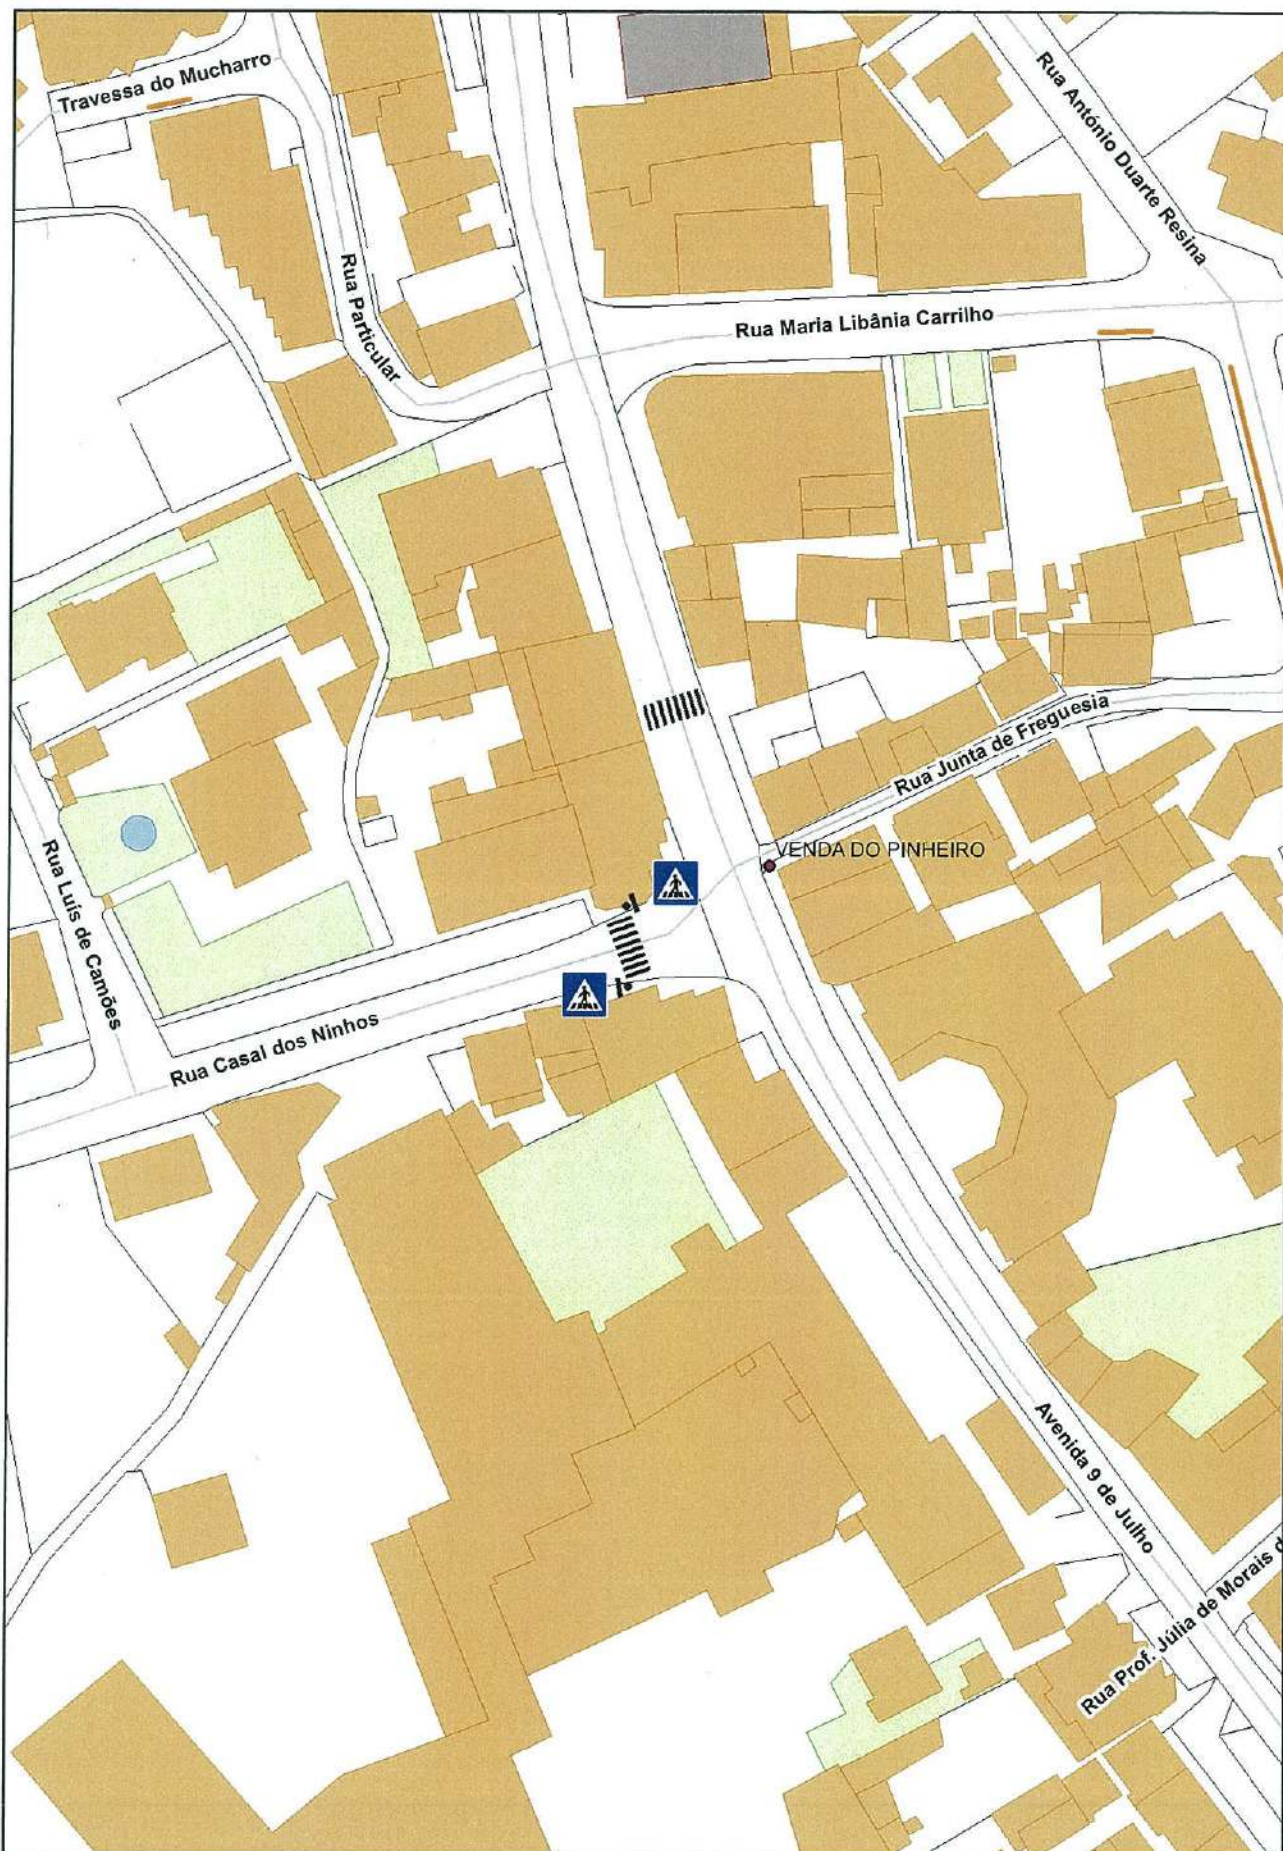 Travessa do Mucharro
Rua António Duarte Resina
Rua Particular
Rua Maria Libânia Carrilho
Rua Junta de Freguesia
VENDA DO PINHEIRO
Rua Luís de Camões
Rua Casal dos Ninhos
Avenida 9 de Julho
Rua Prof. Júlia de Morais d